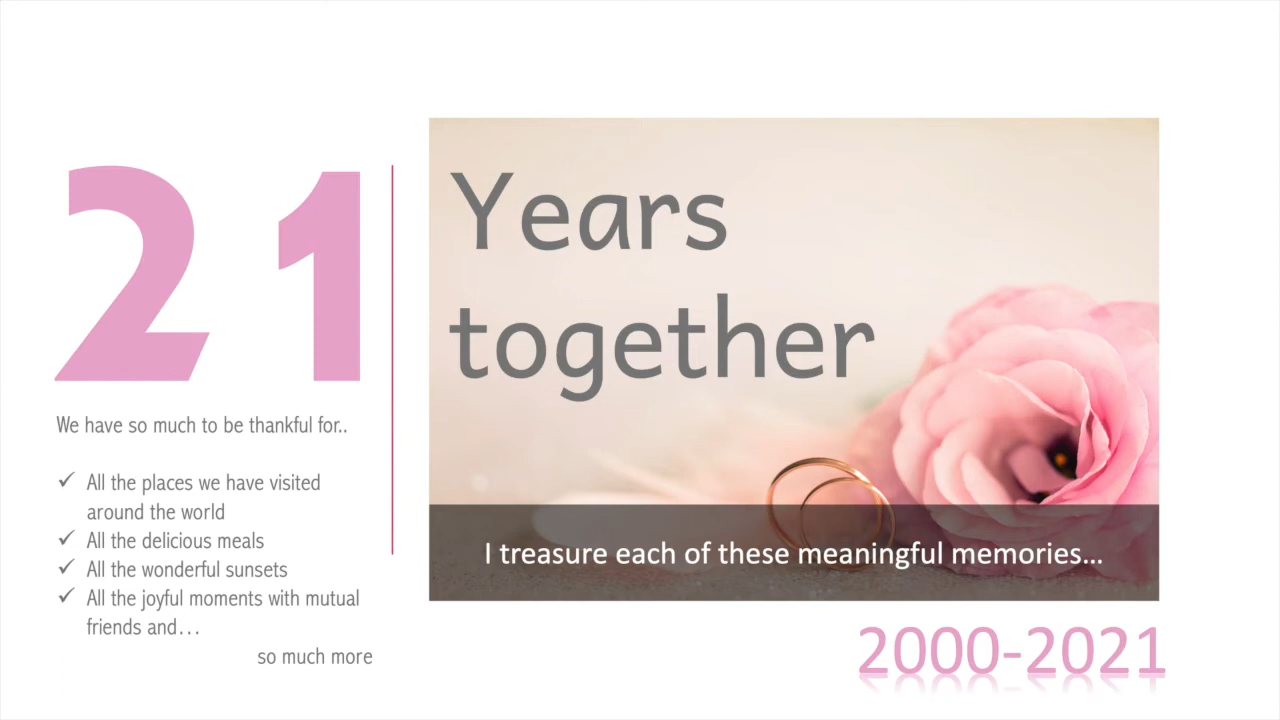 21
We have so much to be thankful for..
✓ All the places we have visited
around the world
✓ All the delicious meals
✓ All the wonderful sunsets
✓ All the joyful moments with mutual
friends and…
so much more
Years
together
I treasure each of these meaningful memories…
2000-2021